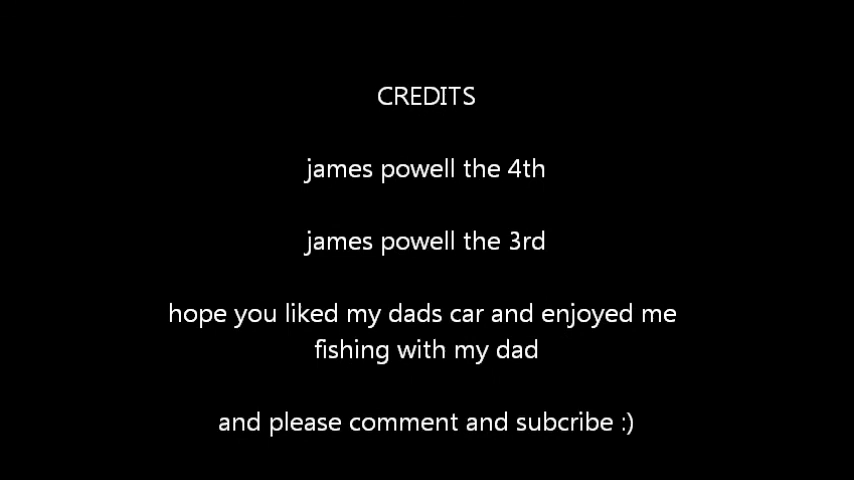 CREDITS
james powell the 4th
james powell the 3rd
hope you liked my dads car and enjoyed me
fishing with my dad
and please comment and subcribe :)